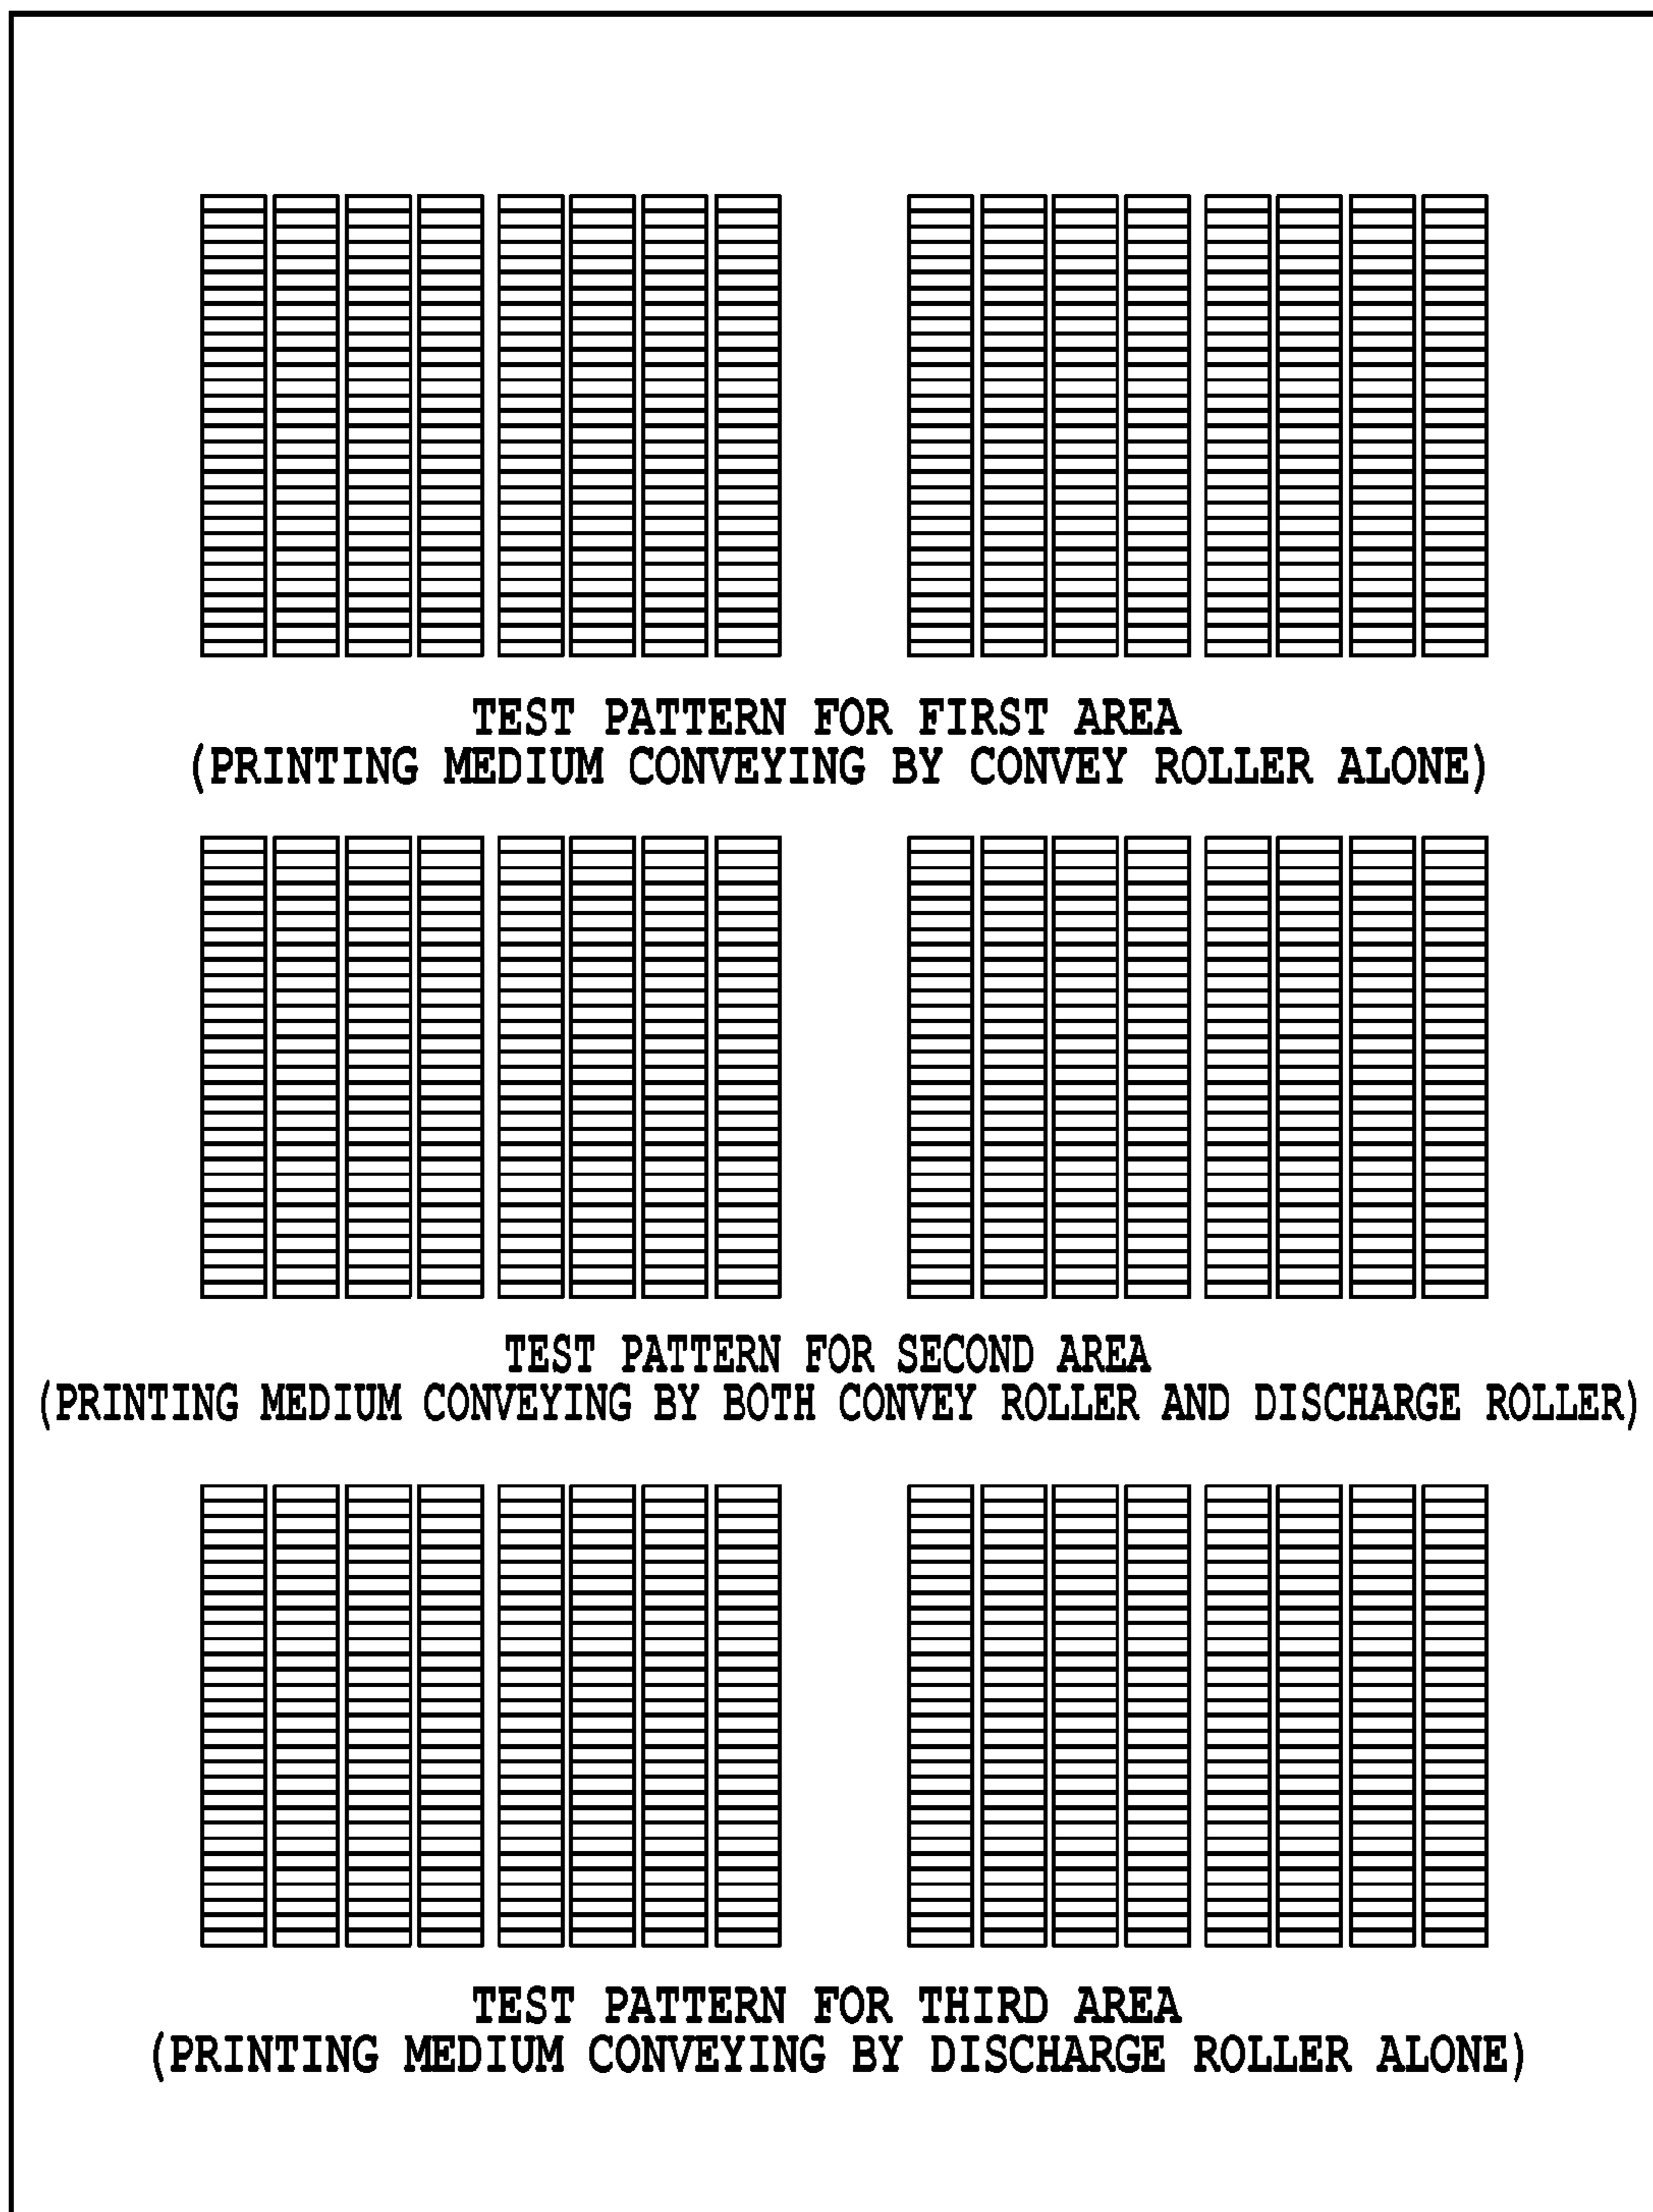 TEST PATTERN FOR FIRST AREA
(PRINTING MEDIUM CONVEYING BY CONVEY ROLLER ALONE)
TEST PATTERN FOR SECOND AREA
(PRINTING MEDIUM CONVEYING BY BOTH CONVEY ROLLER AND DISCHARGE ROLLER)
TEST PATTERN FOR THIRD AREA
(PRINTING MEDIUM CONVEYING BY DISCHARGE ROLLER ALONE)